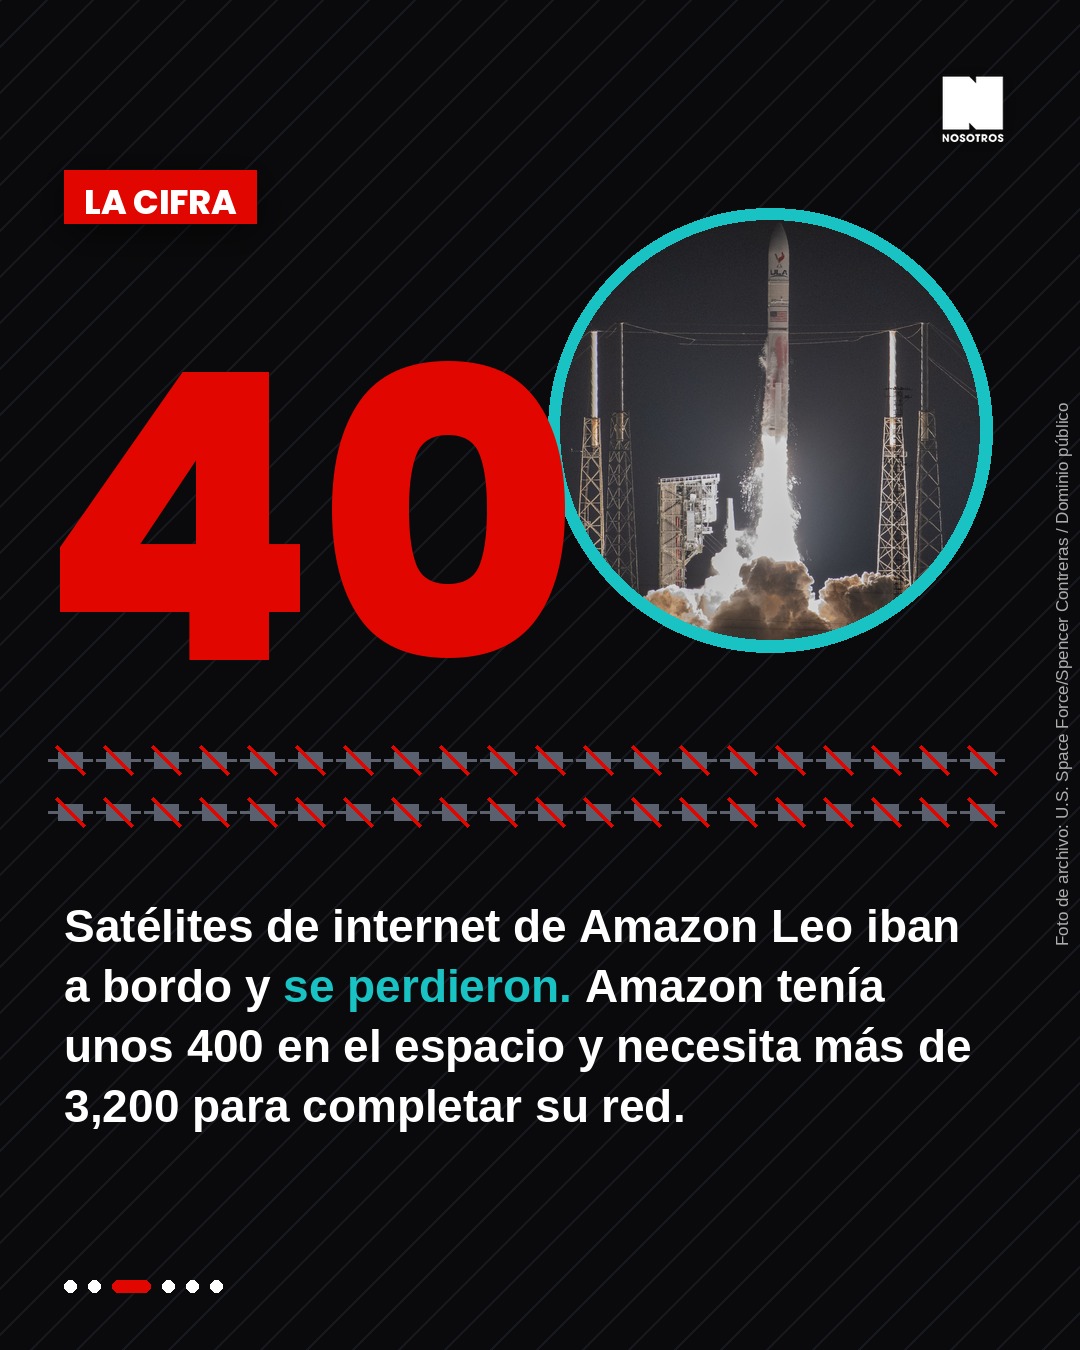 NOSOTROS
LA CIFRA
40
ULA
Satélites de internet de Amazon Leo iban
a bordo y se perdieron. Amazon tenía
unos 400 en el espacio y necesita más de
3,200 para completar su red.
Foto de archivo: U.S. Space Force/Spencer Contreras / Dominio público